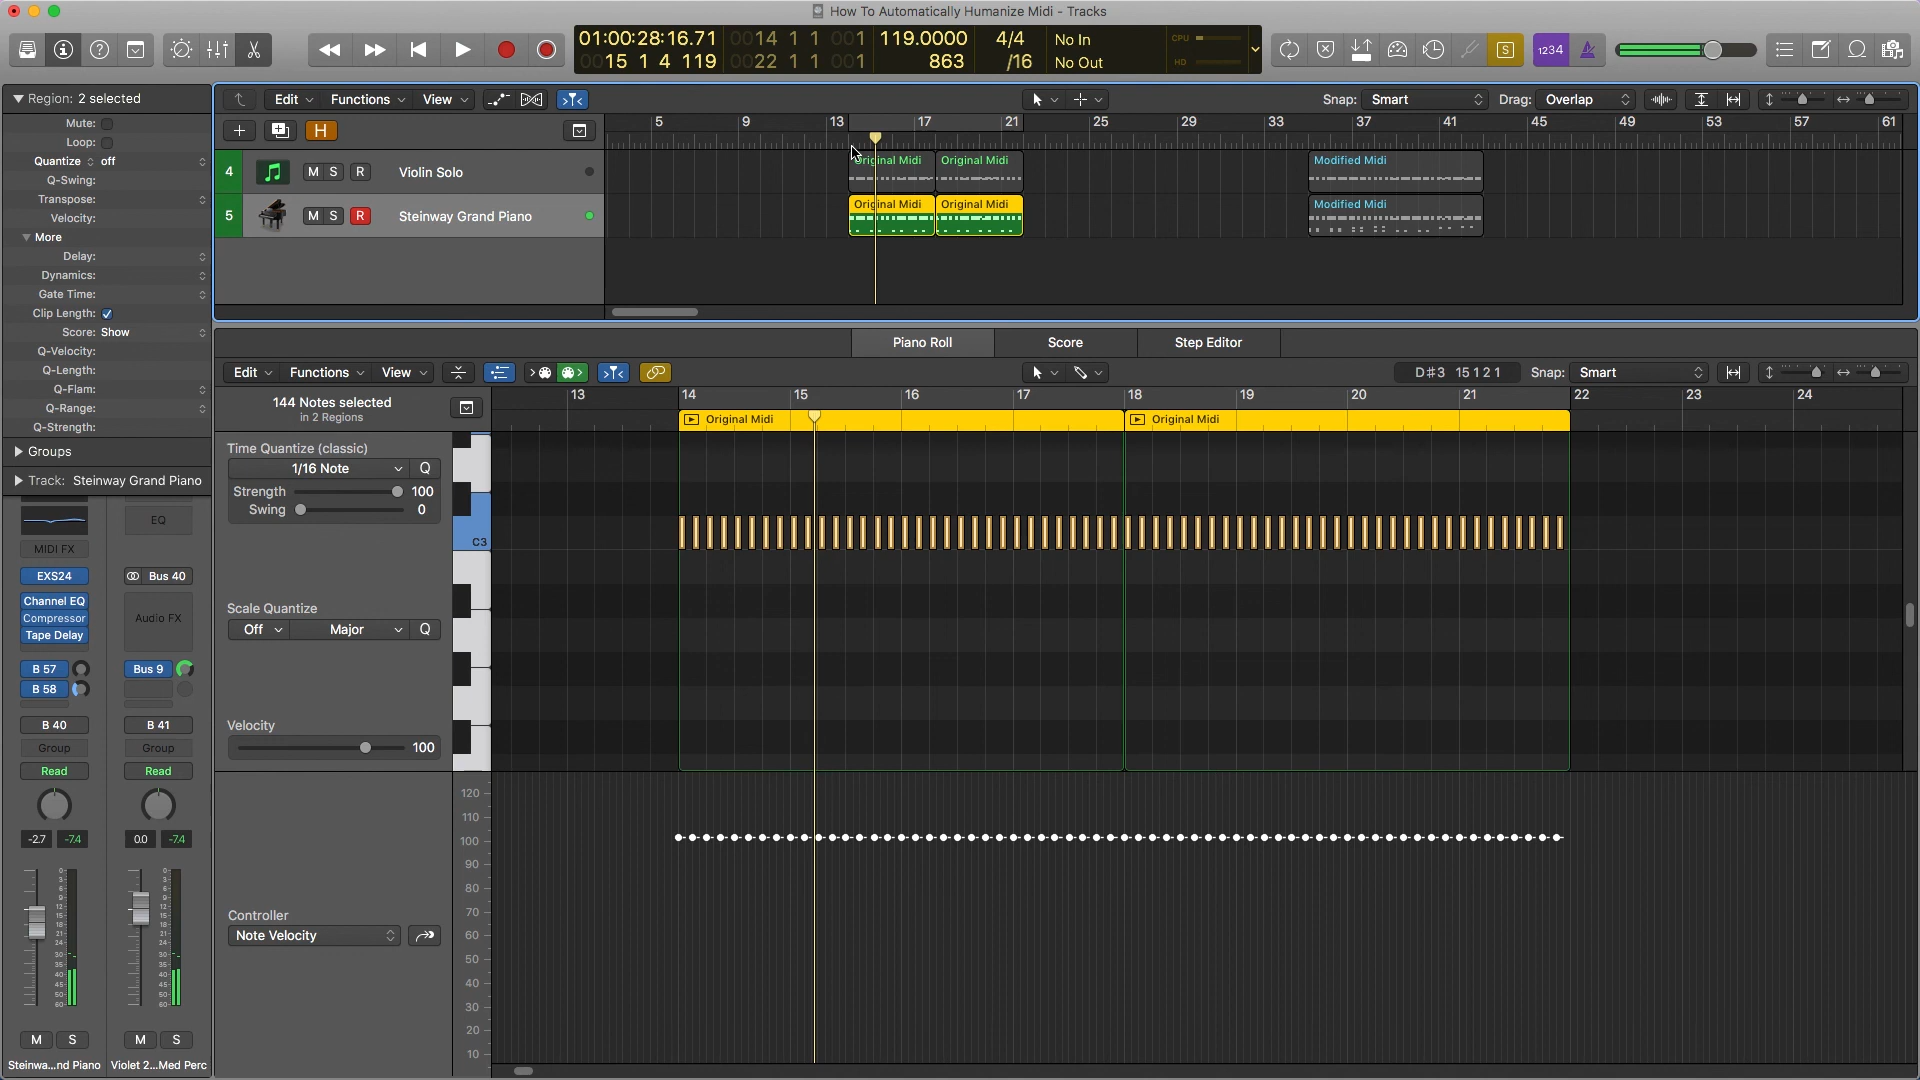 How To Automatically Humanize Midi - Tracks
01:00:28:16.71 0014 1 1 001 119.0000 4/4 No In CPU
0015 1 4 119 0022 1 1 001 863 /16 No Out HD
1234
S
Region: 2 selected
Mute:
Loop:
Quantize off
Q-Swing:
Transpose:
Velocity:
More
Delay:
Dynamics:
Gate Time:
Clip Length:
Score: Show
Q-Velocity:
Q-Length:
Q-Flam:
Q-Range:
Q-Strength:
Groups
Track: Steinway Grand Piano
EQ
MIDI FX
EXS24 Bus 40
Channel EQ
Compressor Audio FX
Tape Delay
B 57 Bus 9
B 58
B 40 B 41
Group Group
Read Read
-2.7 -7.4 0.0 -7.4
M S M S
Steinwa...nd Piano Violet 2...Med Perc
Edit Functions View Snap: Smart Drag: Overlap
H
5 9 13 17 21 25 29 33 37 41 45 49 53 57 61
4 M S R Violin Solo
Original Midi Original Midi Modified Midi
5 M S R Steinway Grand Piano
Original Midi Original Midi Modified Midi
Piano Roll Score Step Editor
Edit Functions View D♯3 15 1 2 1 Snap: Smart
144 Notes selected
in 2 Regions
13 14 15 16 17 18 19 20 21 22 23 24
Original Midi Original Midi
Time Quantize (classic)
1/16 Note Q
Strength 100
Swing 0
C3
Scale Quantize
Off Major Q
Velocity
100
Controller
Note Velocity
120
110
100
90
80
70
60
50
40
30
20
10